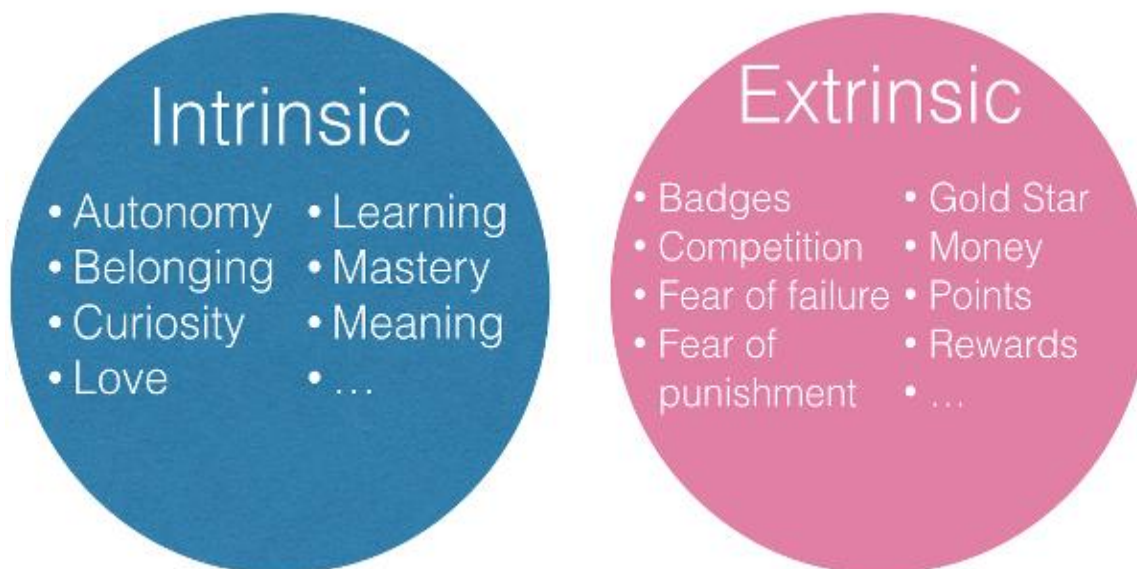 Intrinsic
• Autonomy
• Belonging
• Curiosity
• Love
• Learning
• Mastery
• Meaning
• ...
Extrinsic
• Badges
• Competition
• Fear of failure
• Fear of
punishment
• Gold Star
• Money
• Points
• Rewards
• ...